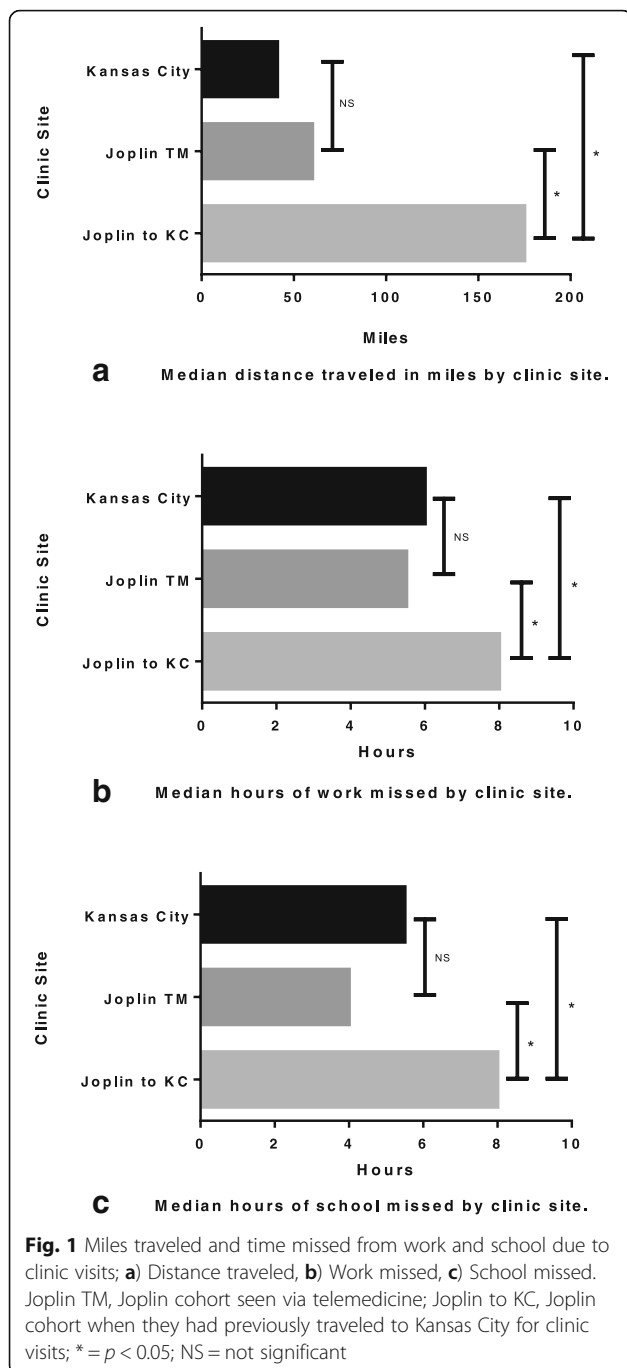 Clinic Site
Kansas City
Joplin TM
Joplin to KC
NS
*
*
0 50 100 150 200
Miles
a Median distance traveled in miles by clinic site.
Clinic Site
Kansas City
Joplin TM
Joplin to KC
NS
*
*
0 2 4 6 8 10
Hours
b Median hours of work missed by clinic site.
Clinic Site
Kansas City
Joplin TM
Joplin to KC
NS
*
*
0 2 4 6 8 10
Hours
c Median hours of school missed by clinic site.
Fig. 1 Miles traveled and time missed from work and school due to
clinic visits; a) Distance traveled, b) Work missed, c) School missed.
Joplin TM, Joplin cohort seen via telemedicine; Joplin to KC, Joplin
cohort when they had previously traveled to Kansas City for clinic
visits; * = p < 0.05; NS = not significant